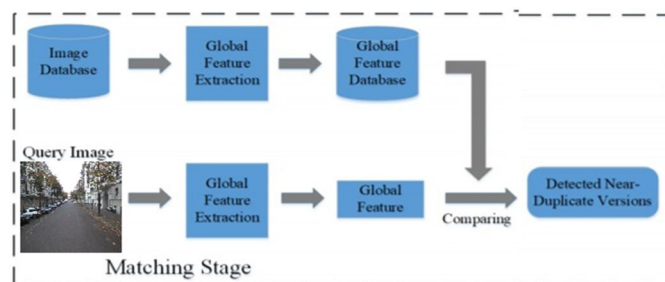 Image
Database
Global
Feature
Extraction
Global
Feature
Database
Query Image
Global
Feature
Extraction
Global
Feature
Comparing
Detected Near-
Duplicate Versions
Matching Stage